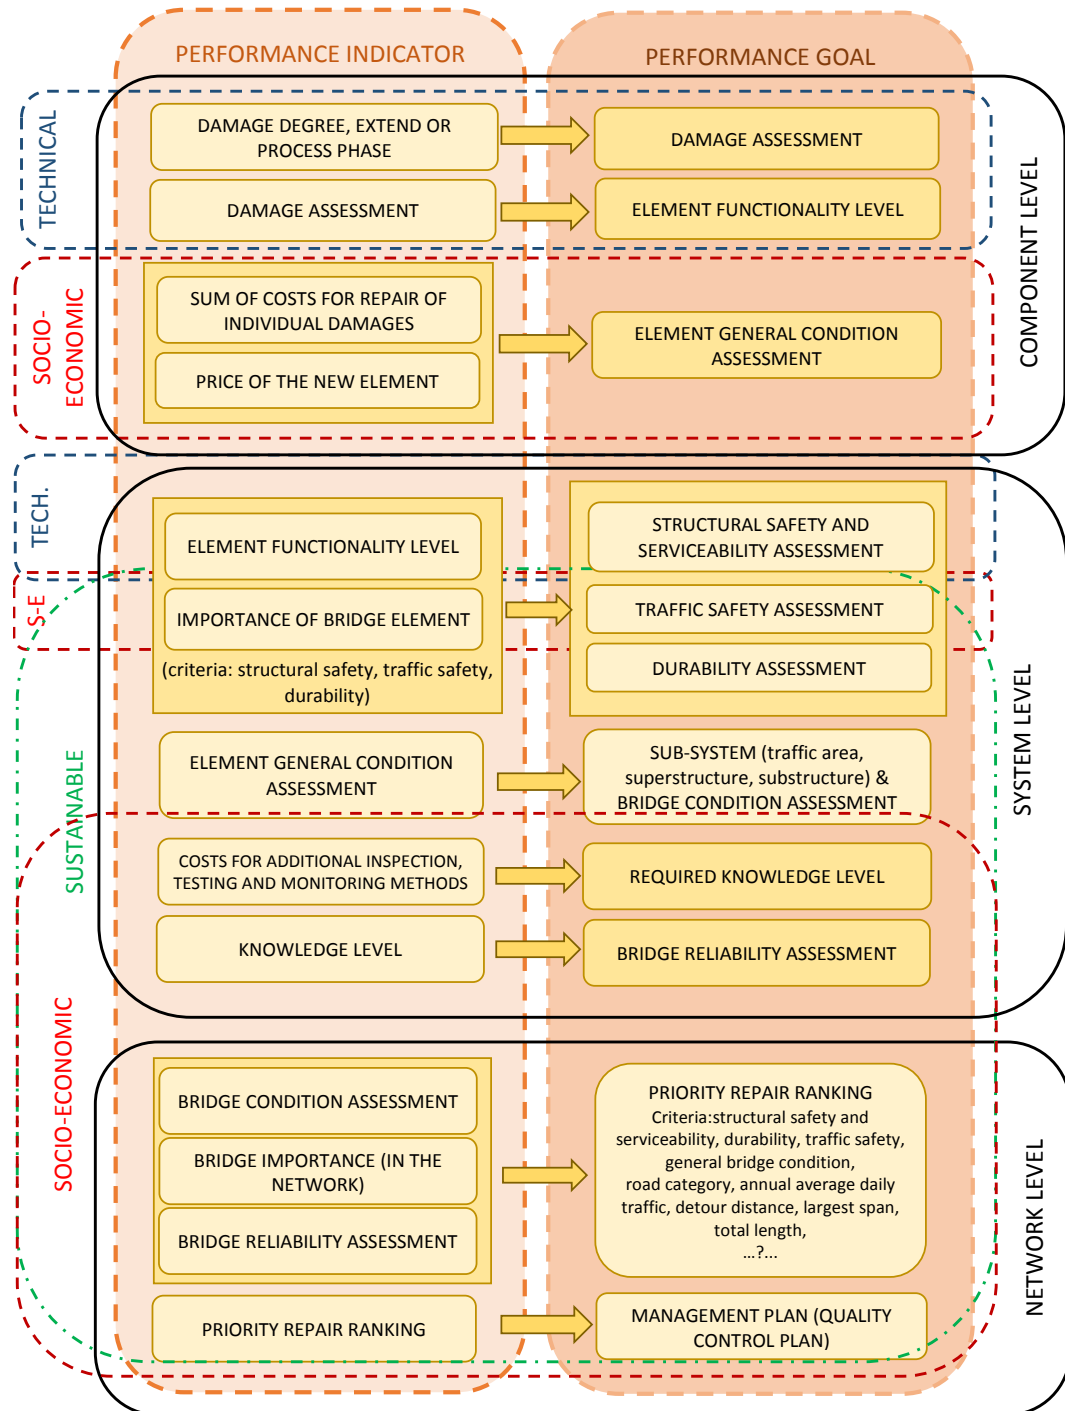 PERFORMANCE INDICATOR
PERFORMANCE GOAL
TECHNICAL
DAMAGE DEGREE, EXTEND OR
PROCESS PHASE
DAMAGE ASSESSMENT
DAMAGE ASSESSMENT
ELEMENT FUNCTIONALITY LEVEL
COMPONENT LEVEL
SOCIO-
ECONOMIC
SUM OF COSTS FOR REPAIR OF
INDIVIDUAL DAMAGES
PRICE OF THE NEW ELEMENT
ELEMENT GENERAL CONDITION
ASSESSMENT
TECH.
S-E
ELEMENT FUNCTIONALITY LEVEL
IMPORTANCE OF BRIDGE ELEMENT
(criteria: structural safety, traffic safety,
durability)
STRUCTURAL SAFETY AND
SERVICEABILITY ASSESSMENT
TRAFFIC SAFETY ASSESSMENT
DURABILITY ASSESSMENT
SYSTEM LEVEL
SUSTAINABLE
ELEMENT GENERAL CONDITION
ASSESSMENT
SUB-SYSTEM (traffic area,
superstructure, substructure) &
BRIDGE CONDITION ASSESSMENT
COSTS FOR ADDITIONAL INSPECTION,
TESTING AND MONITORING METHODS
REQUIRED KNOWLEDGE LEVEL
KNOWLEDGE LEVEL
BRIDGE RELIABILITY ASSESSMENT
SOCIO-ECONOMIC
BRIDGE CONDITION ASSESSMENT
BRIDGE IMPORTANCE (IN THE
NETWORK)
BRIDGE RELIABILITY ASSESSMENT
PRIORITY REPAIR RANKING
Criteria:structural safety and
serviceability, durability, traffic safety,
general bridge condition,
road category, annual average daily
traffic, detour distance, largest span,
total length,
...?...
NETWORK LEVEL
PRIORITY REPAIR RANKING
MANAGEMENT PLAN (QUALITY
CONTROL PLAN)